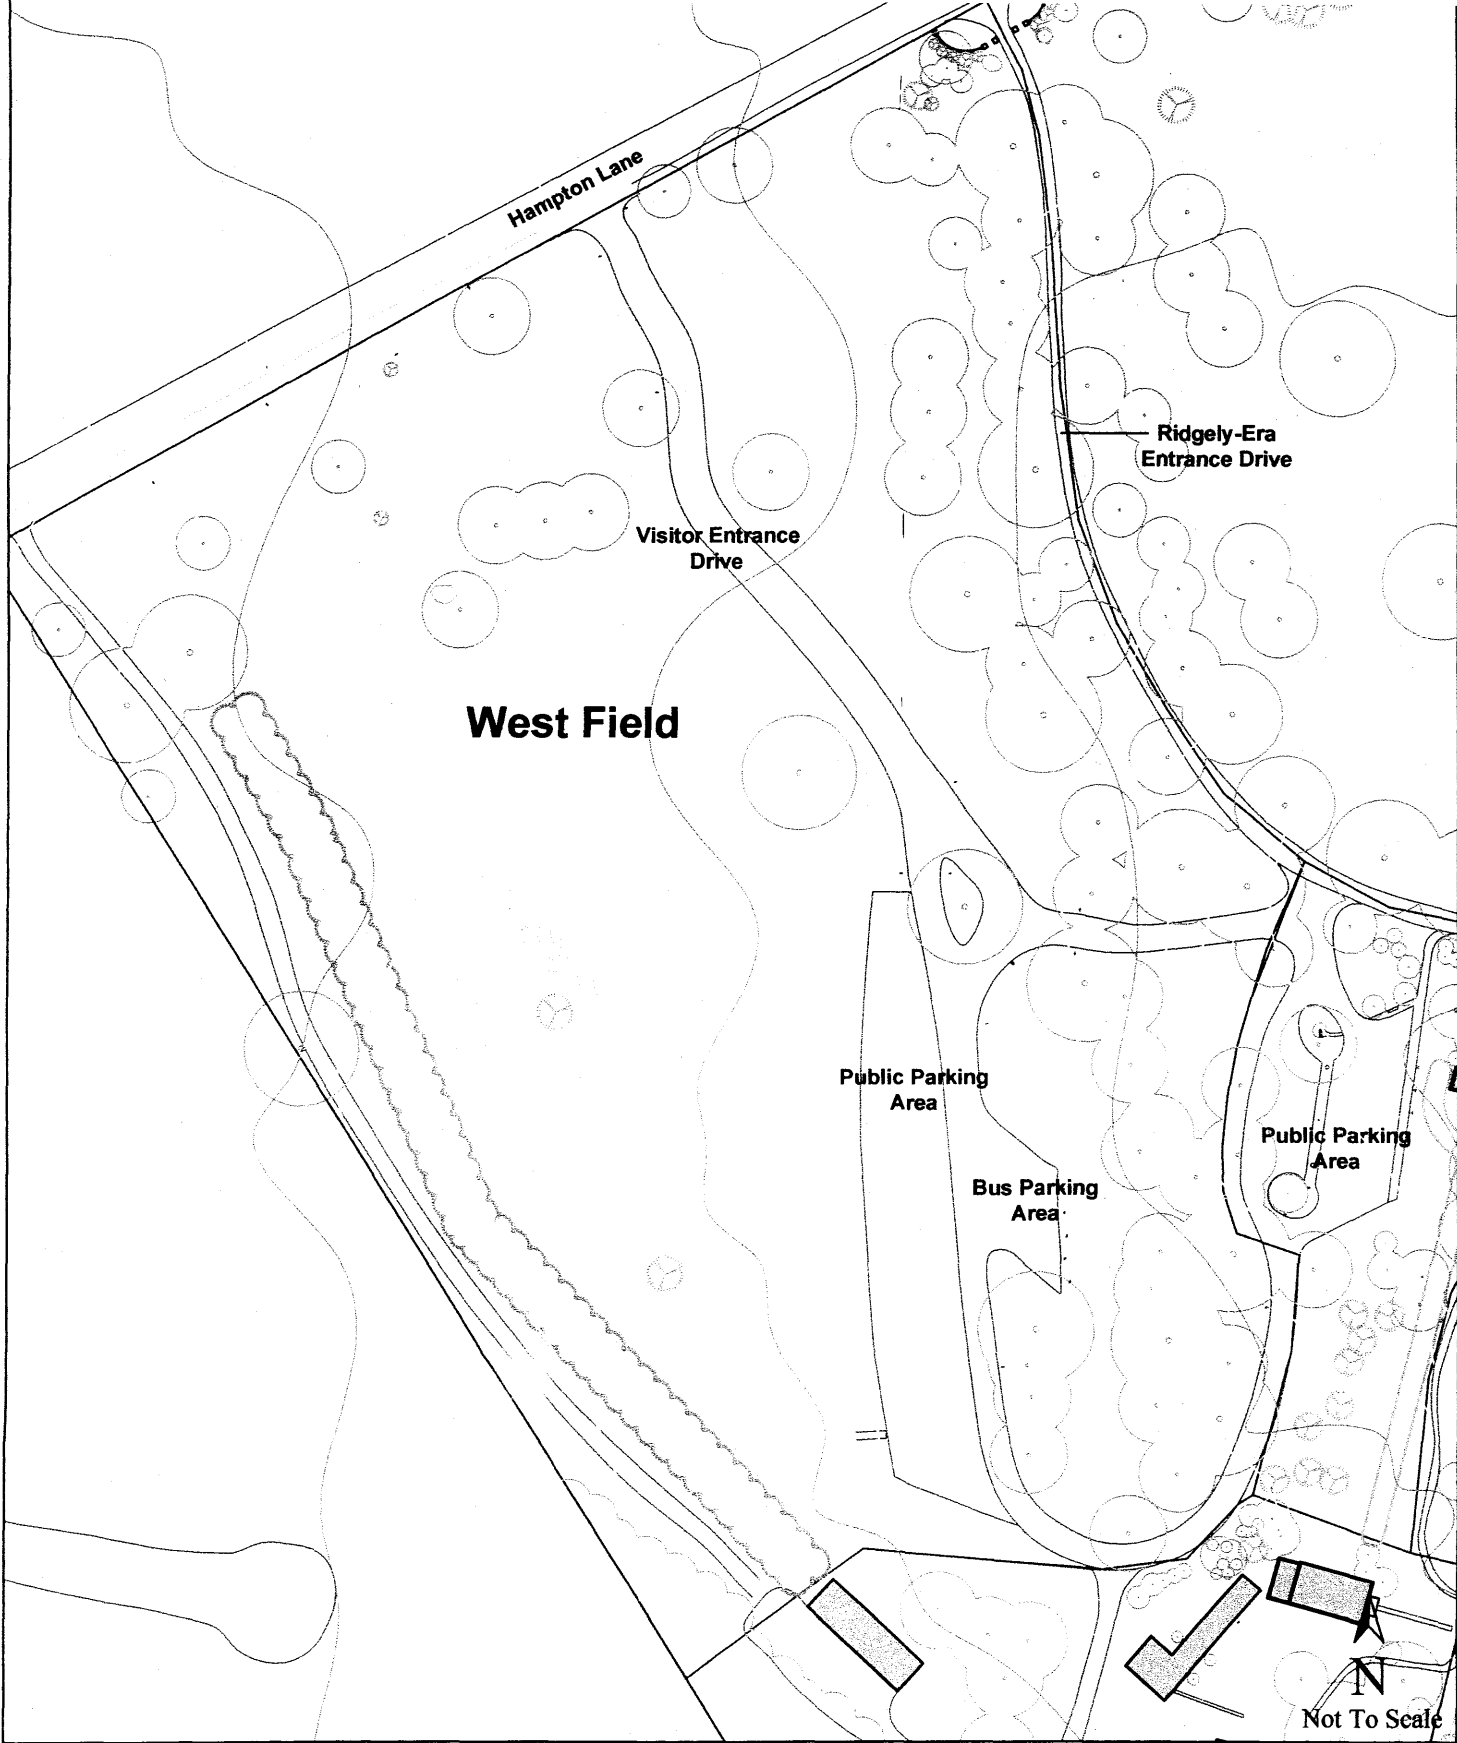 Hampton Lane
Ridgely-Era
Entrance Drive
Visitor Entrance
Drive
West Field
Public Parking
Area
Public Parking
Area
Bus Parking
Area
N
Not To Scale